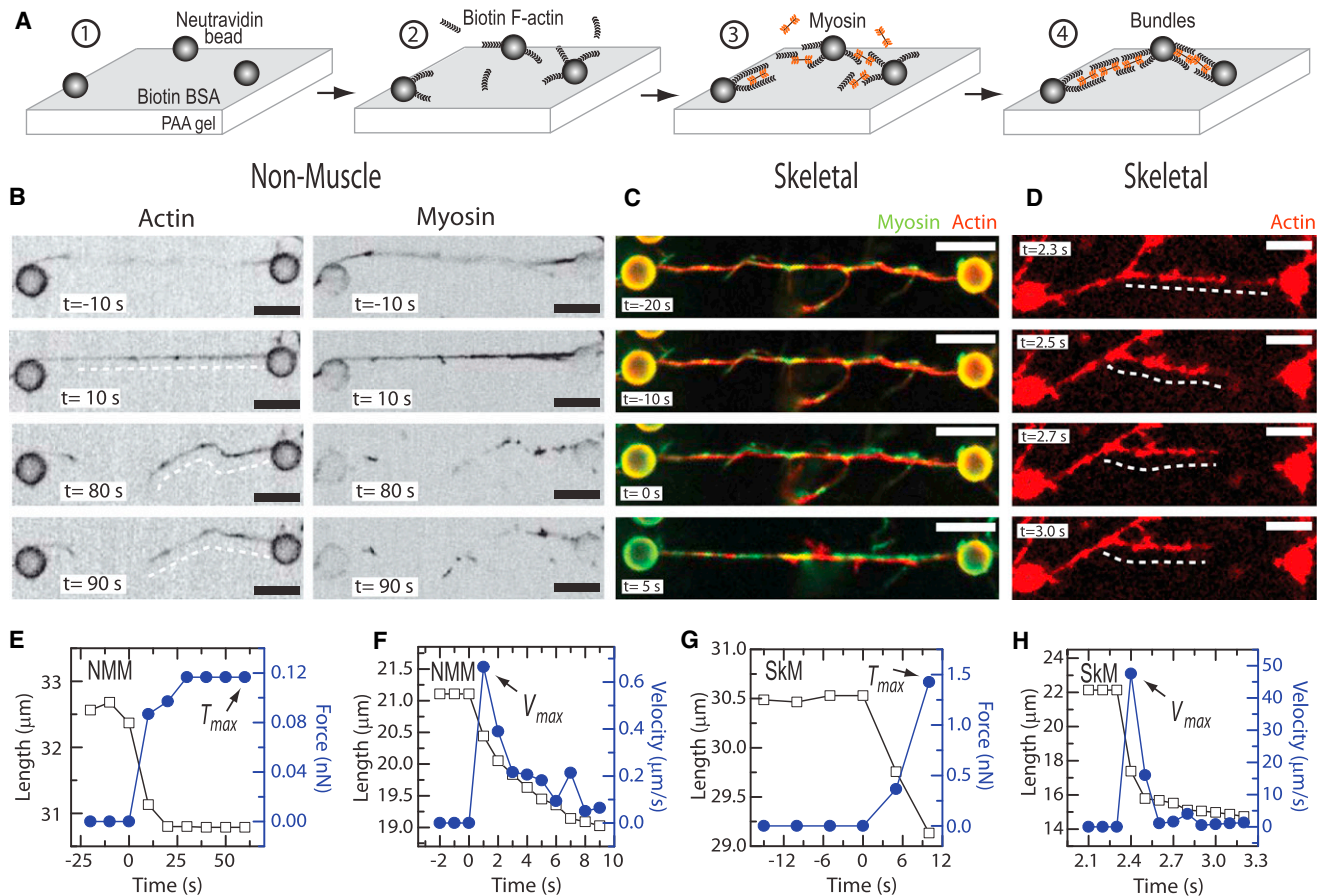 A
1
Neutravidin
bead
Biotin BSA
PAA gel
2
Biotin F-actin
3
Myosin
4
Bundles
Non-Muscle
Skeletal
Skeletal
B
Actin
Myosin
t=-10 s
t=-10 s
t= 10 s
t= 10 s
t= 80 s
t= 80 s
t= 90 s
t= 90 s
C
Myosin Actin
t=-20 s
t=-10 s
t= 0 s
t= 5 s
D
Actin
t=2.3 s
t=2.5 s
t=2.7 s
t=3.0 s
E
NMM
Tmax
Length (μm)
33
32
31
Force (nN)
0.12
0.08
0.04
0.00
-25 0 25 50
Time (s)
F
NMM
Vmax
Length (μm)
21.5
21.0
20.5
20.0
19.5
19.0
Velocity (μm/s)
0.6
0.4
0.2
0.0
-2 0 2 4 6 8 10
Time (s)
G
SkM
Tmax
Length (μm)
31.0
30.5
30.0
29.5
29.0
Force (nN)
1.5
1.0
0.5
0.0
-12 -6 0 6 12
Time (s)
H
SkM
Vmax
Length (μm)
24
22
20
18
16
14
Velocity (μm/s)
50
40
30
20
10
0
2.1 2.4 2.7 3.0 3.3
Time (s)